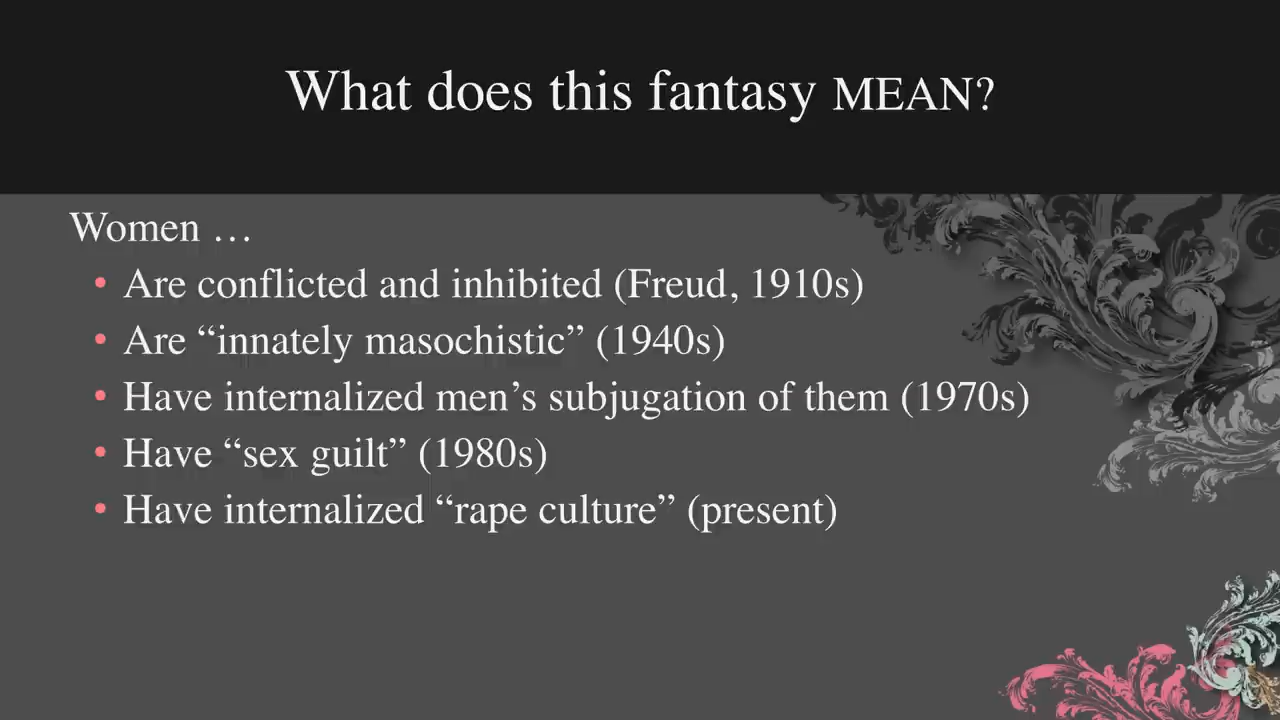 What does this fantasy MEAN?
Women …
• Are conflicted and inhibited (Freud, 1910s)
• Are “innately masochistic” (1940s)
• Have internalized men’s subjugation of them (1970s)
• Have “sex guilt” (1980s)
• Have internalized “rape culture” (present)